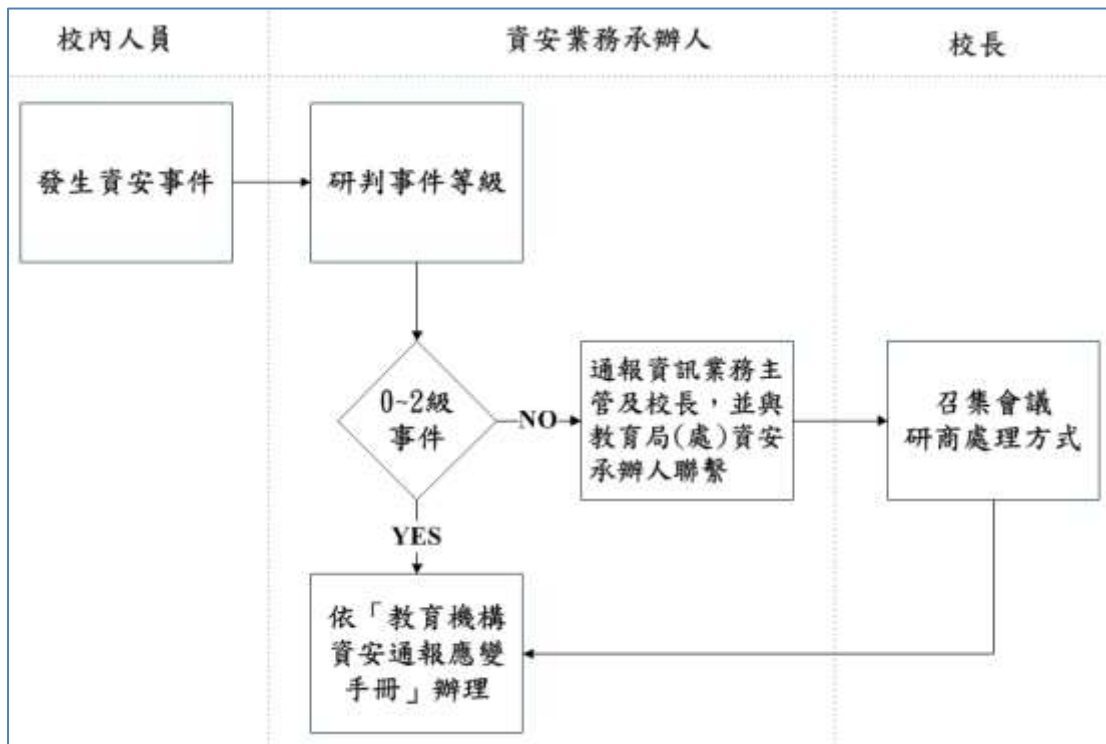 校內人員
資安業務承辦人
校長
發生資安事件
研判事件等級
0~2級
事件
NO
通報資訊業務主
管及校長，並與
教育局(處)資安
承辦人聯繫
召集會議
研商處理方式
YES
依「教育機構
資安通報應變
手冊」辦理